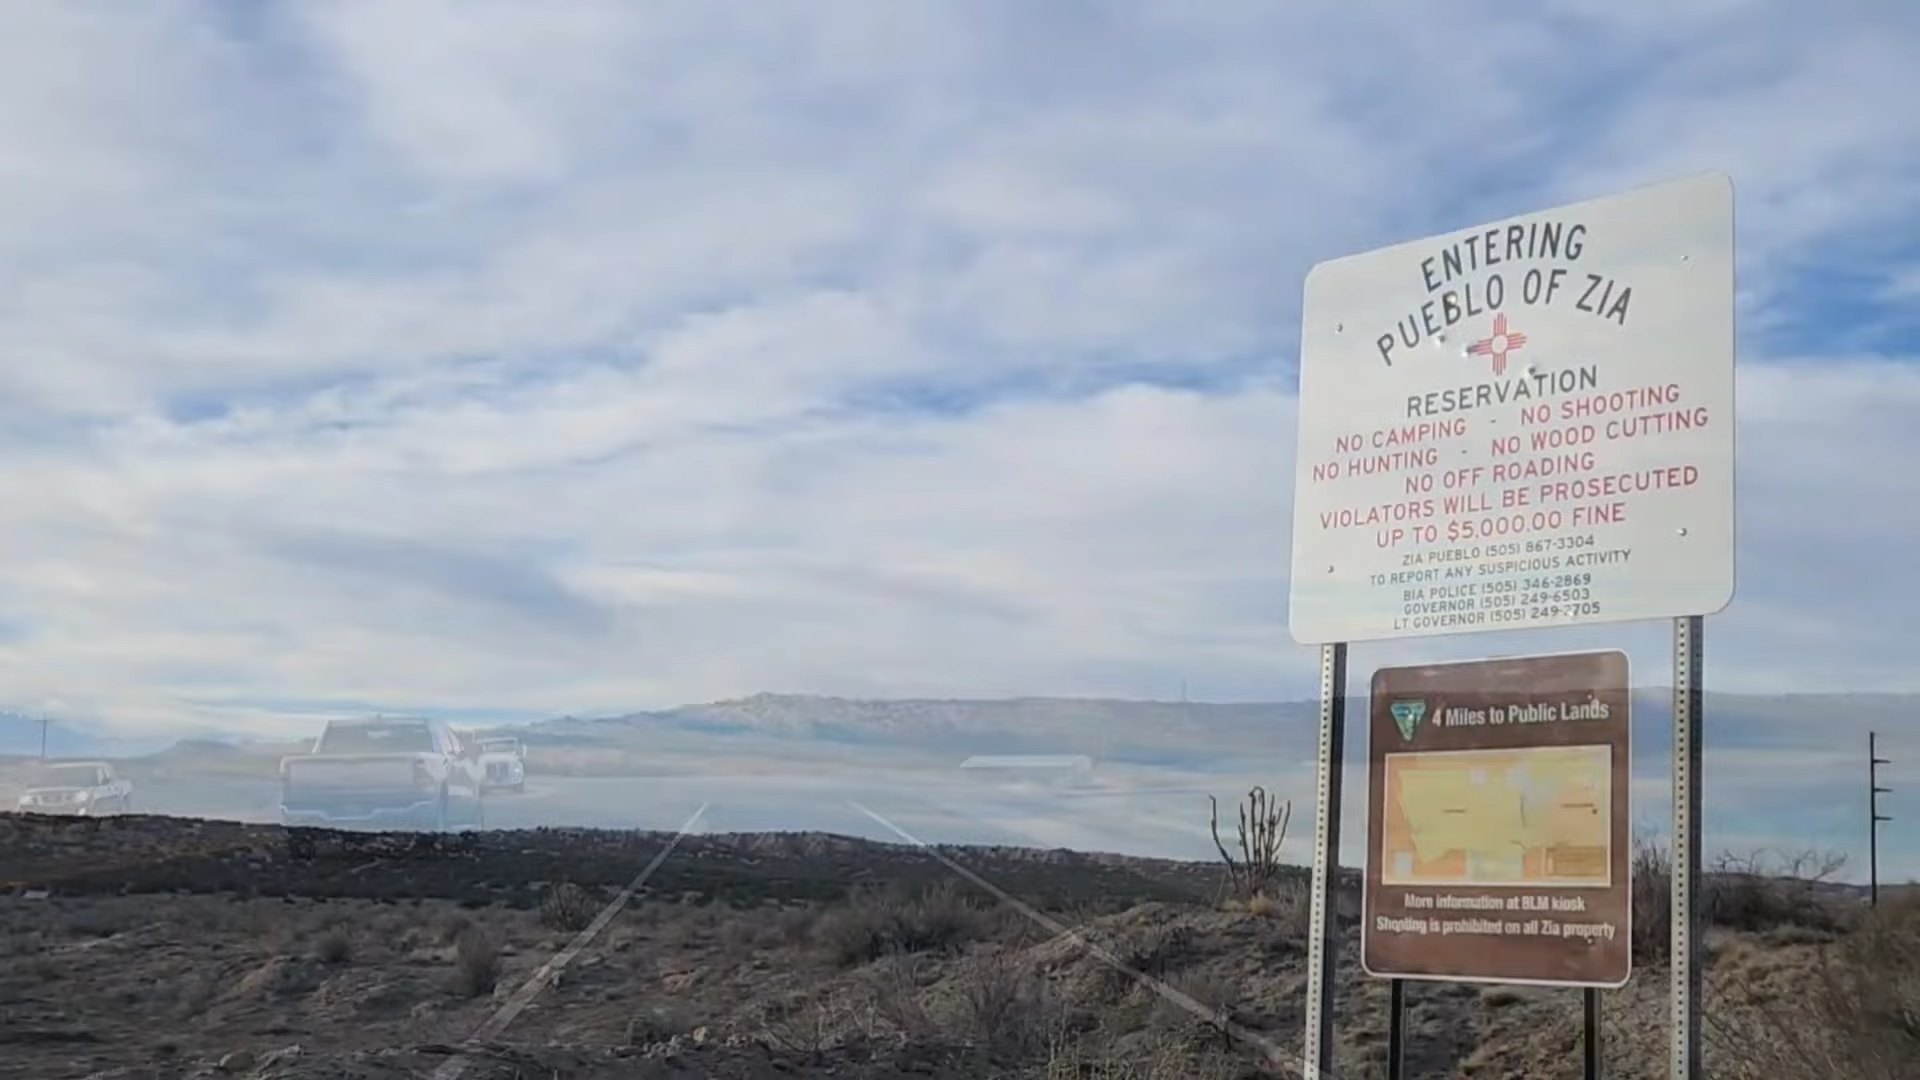 ENTERING
PUEBLO OF ZIA
RESERVATION
NO CAMPING - NO SHOOTING
NO HUNTING - NO WOOD CUTTING
NO OFF ROADING
VIOLATORS WILL BE PROSECUTED
UP TO $5,000.00 FINE
ZIA PUEBLO (505) 867-3304
TO REPORT ANY SUSPICIOUS ACTIVITY
BIA POLICE (505) 346-2869
GOVERNOR (505) 249-6503
LT GOVERNOR (505) 249-2705
4 Miles to Public Lands
More information at BLM kiosk
Shooting is prohibited on all Zia property